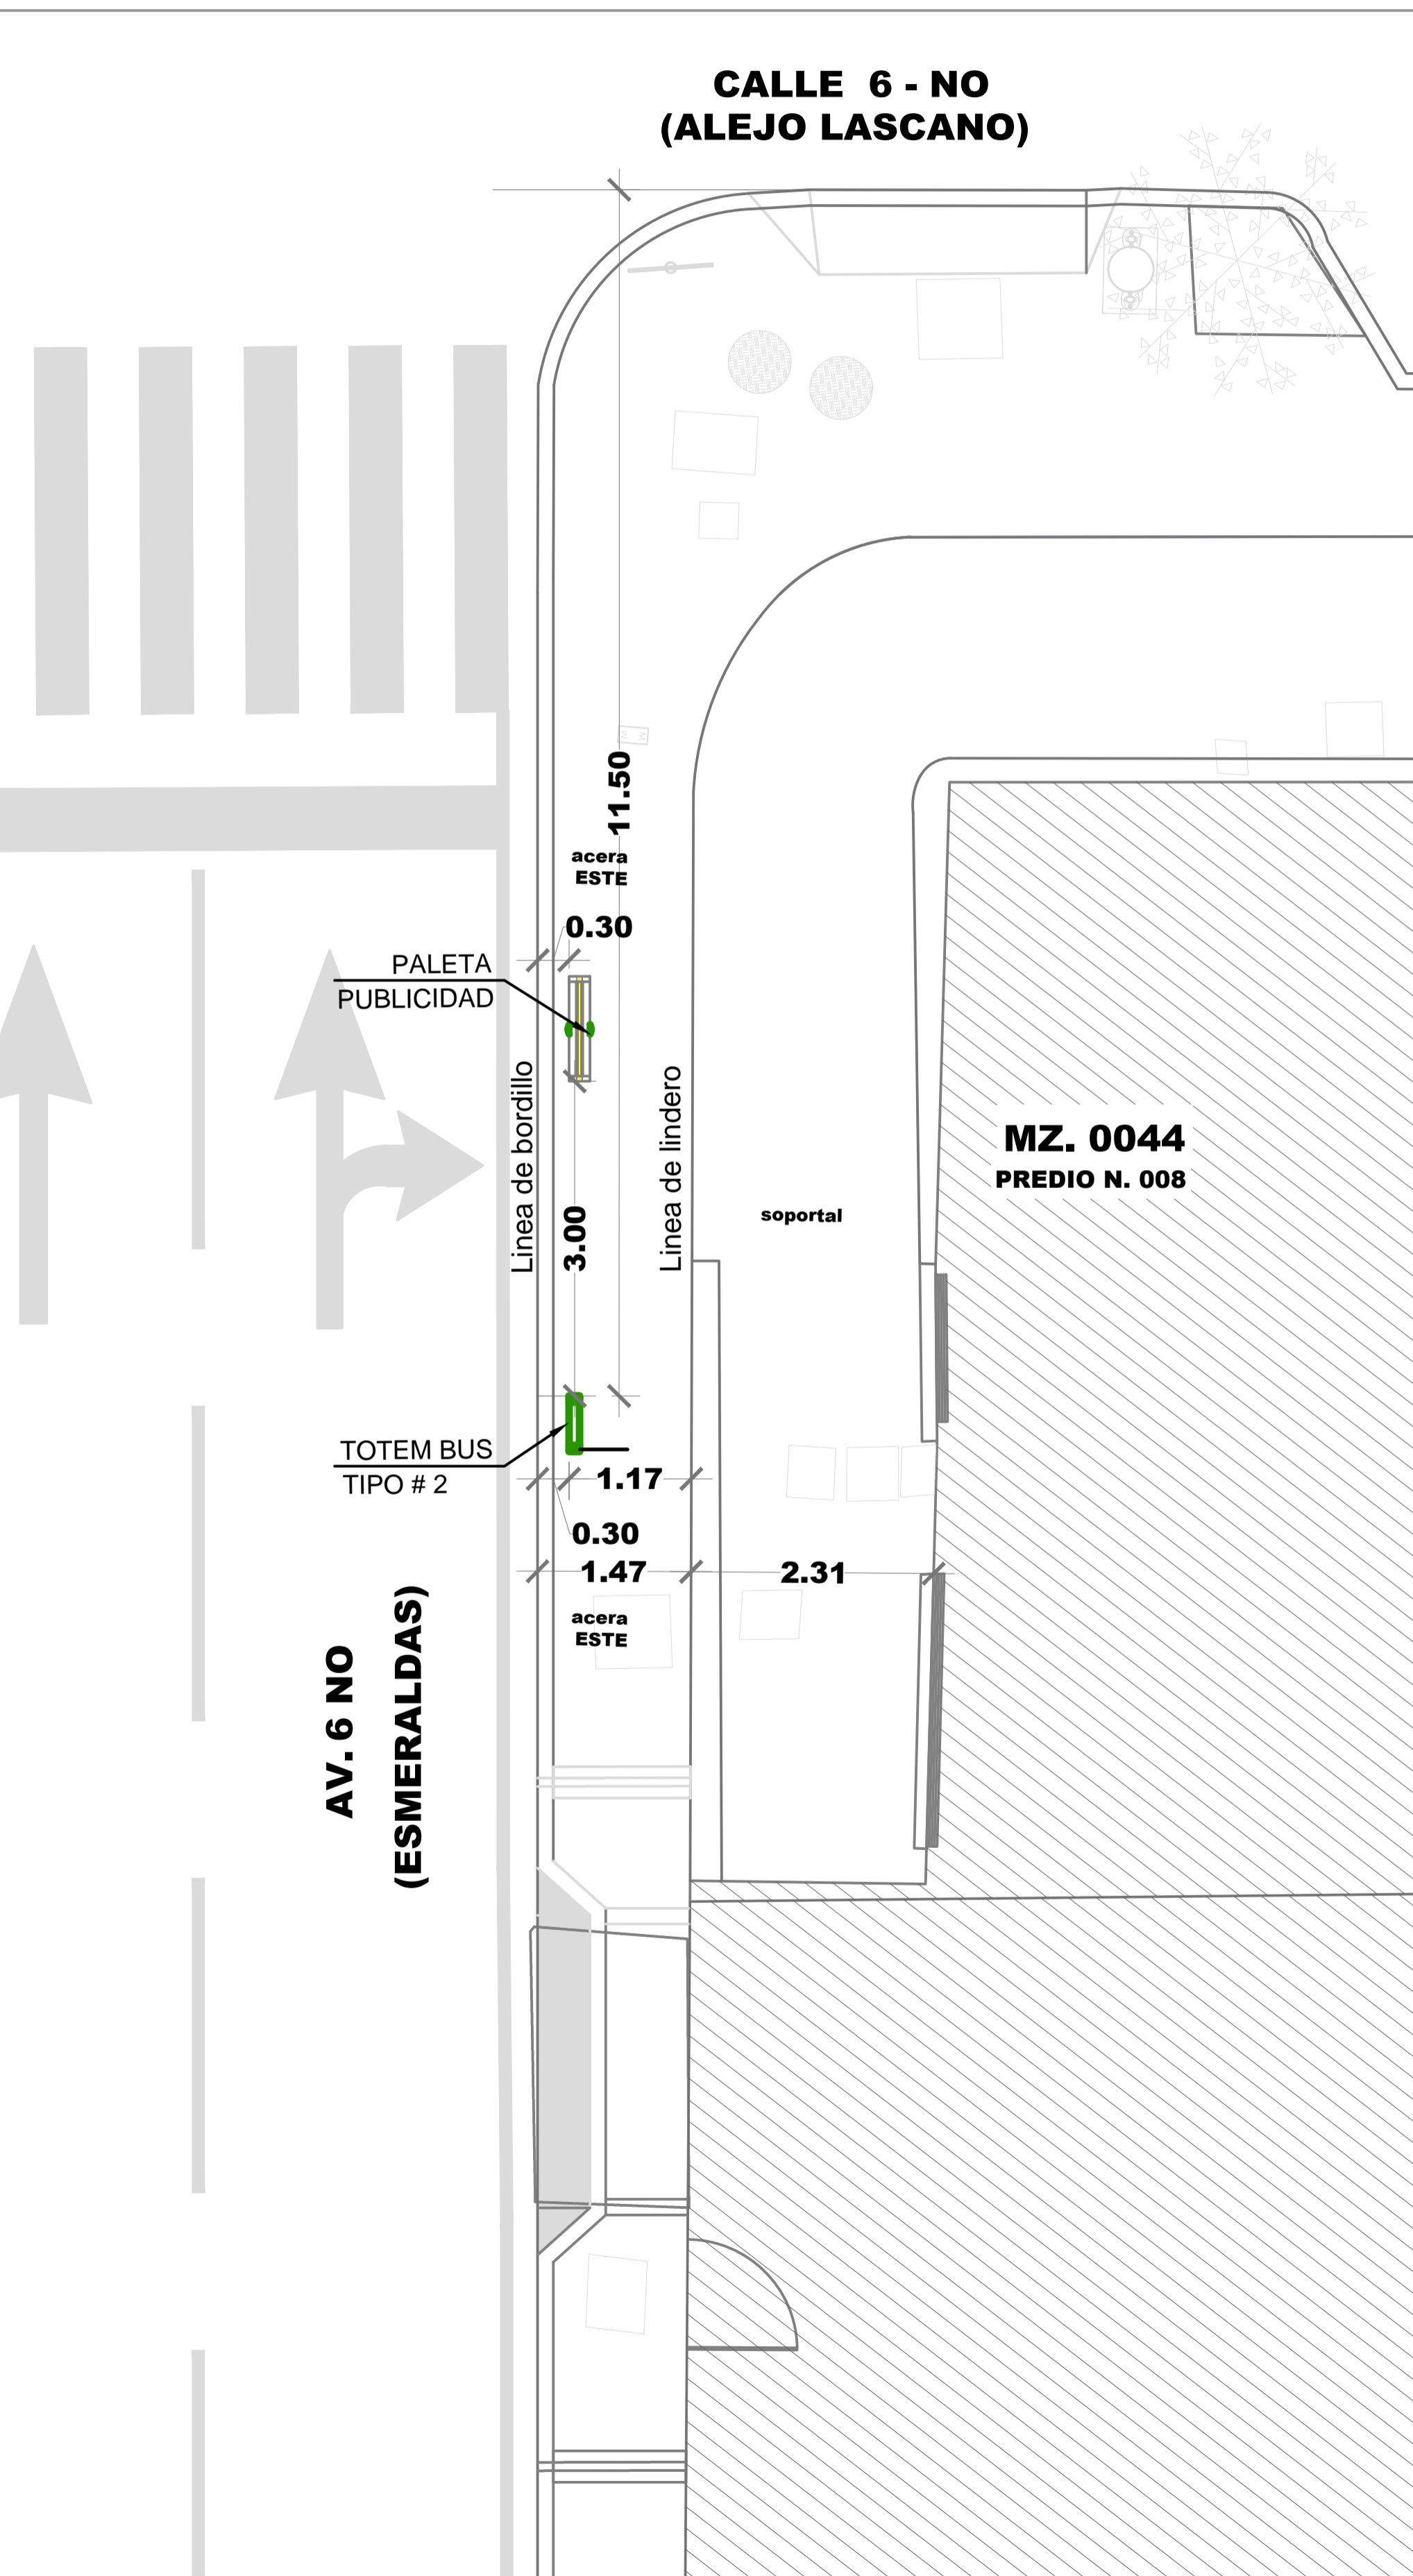 CALLE 6 - NO
(ALEJO LASCANO)
11.50
acera
ESTE
0.30
PALETA
PUBLICIDAD
Linea de bordillo
Linea de lindero
MZ. 0044
PREDIO N. 008
soportal
3.00
TOTEM BUS
TIPO # 2
1.17
0.30
1.47
2.31
acera
ESTE
AV. 6 NO
(ESMERALDAS)